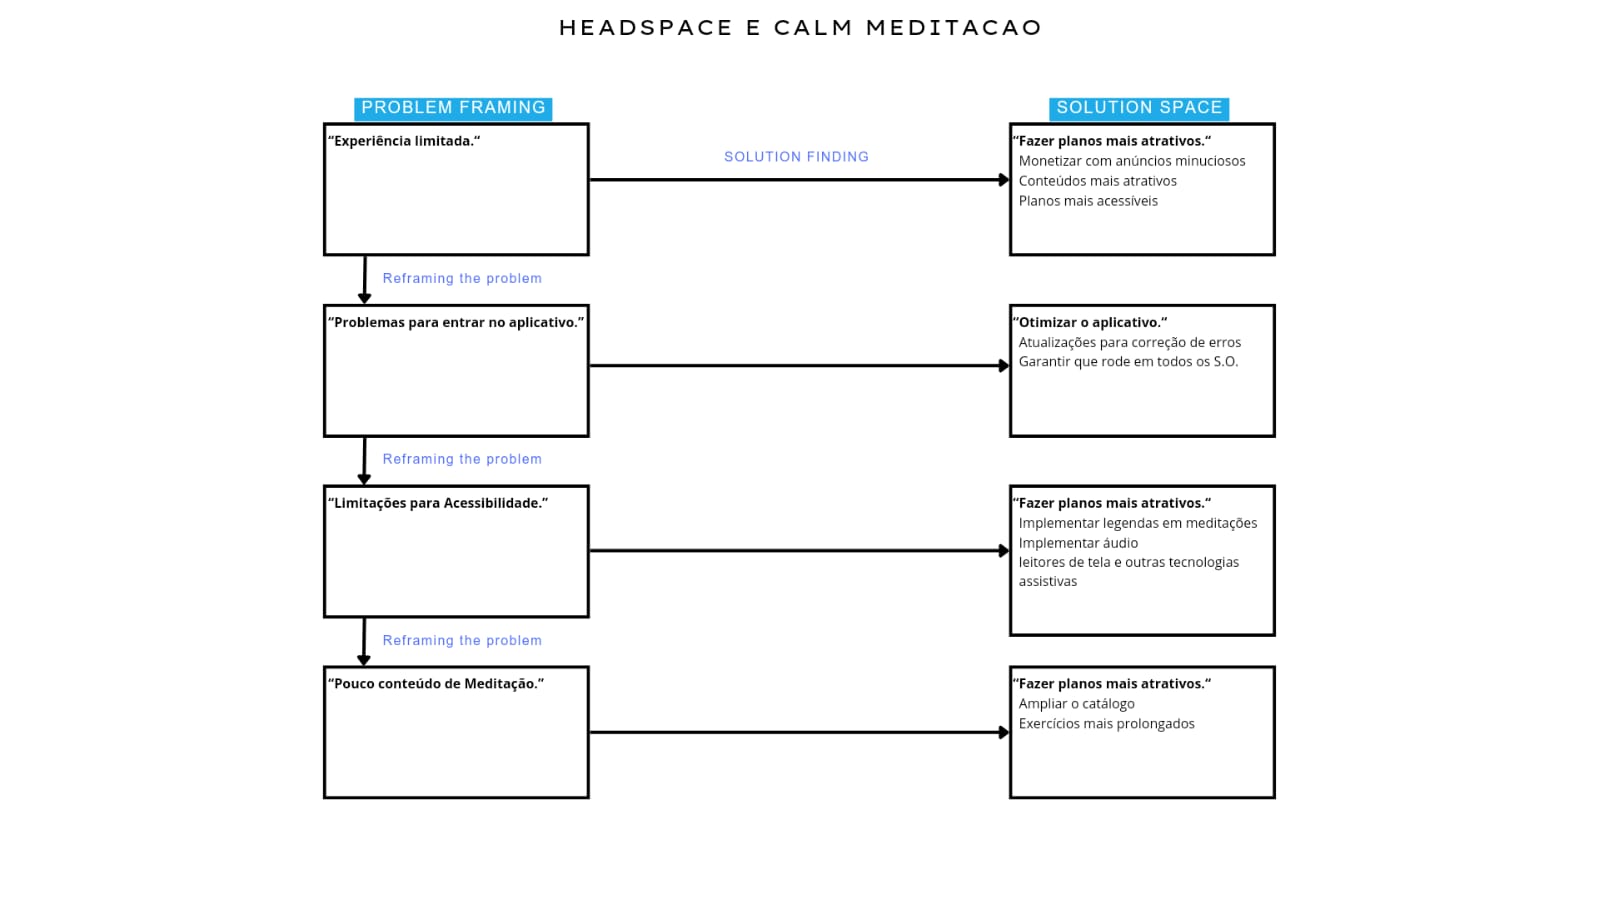 HEADSPACE E CALM MEDITACAO
PROBLEM FRAMING
SOLUTION SPACE
“Experiência limitada.“
SOLUTION FINDING
“Fazer planos mais atrativos.“
Monetizar com anúncios minuciosos
Conteúdos mais atrativos
Planos mais acessíveis
Reframing the problem
“Problemas para entrar no aplicativo.”
“Otimizar o aplicativo.“
Atualizações para correção de erros
Garantir que rode em todos os S.O.
Reframing the problem
“Limitações para Acessibilidade.”
“Fazer planos mais atrativos.“
Implementar legendas em meditações
Implementar áudio
leitores de tela e outras tecnologias
assistivas
Reframing the problem
“Pouco conteúdo de Meditação.”
“Fazer planos mais atrativos.“
Ampliar o catálogo
Exercícios mais prolongados